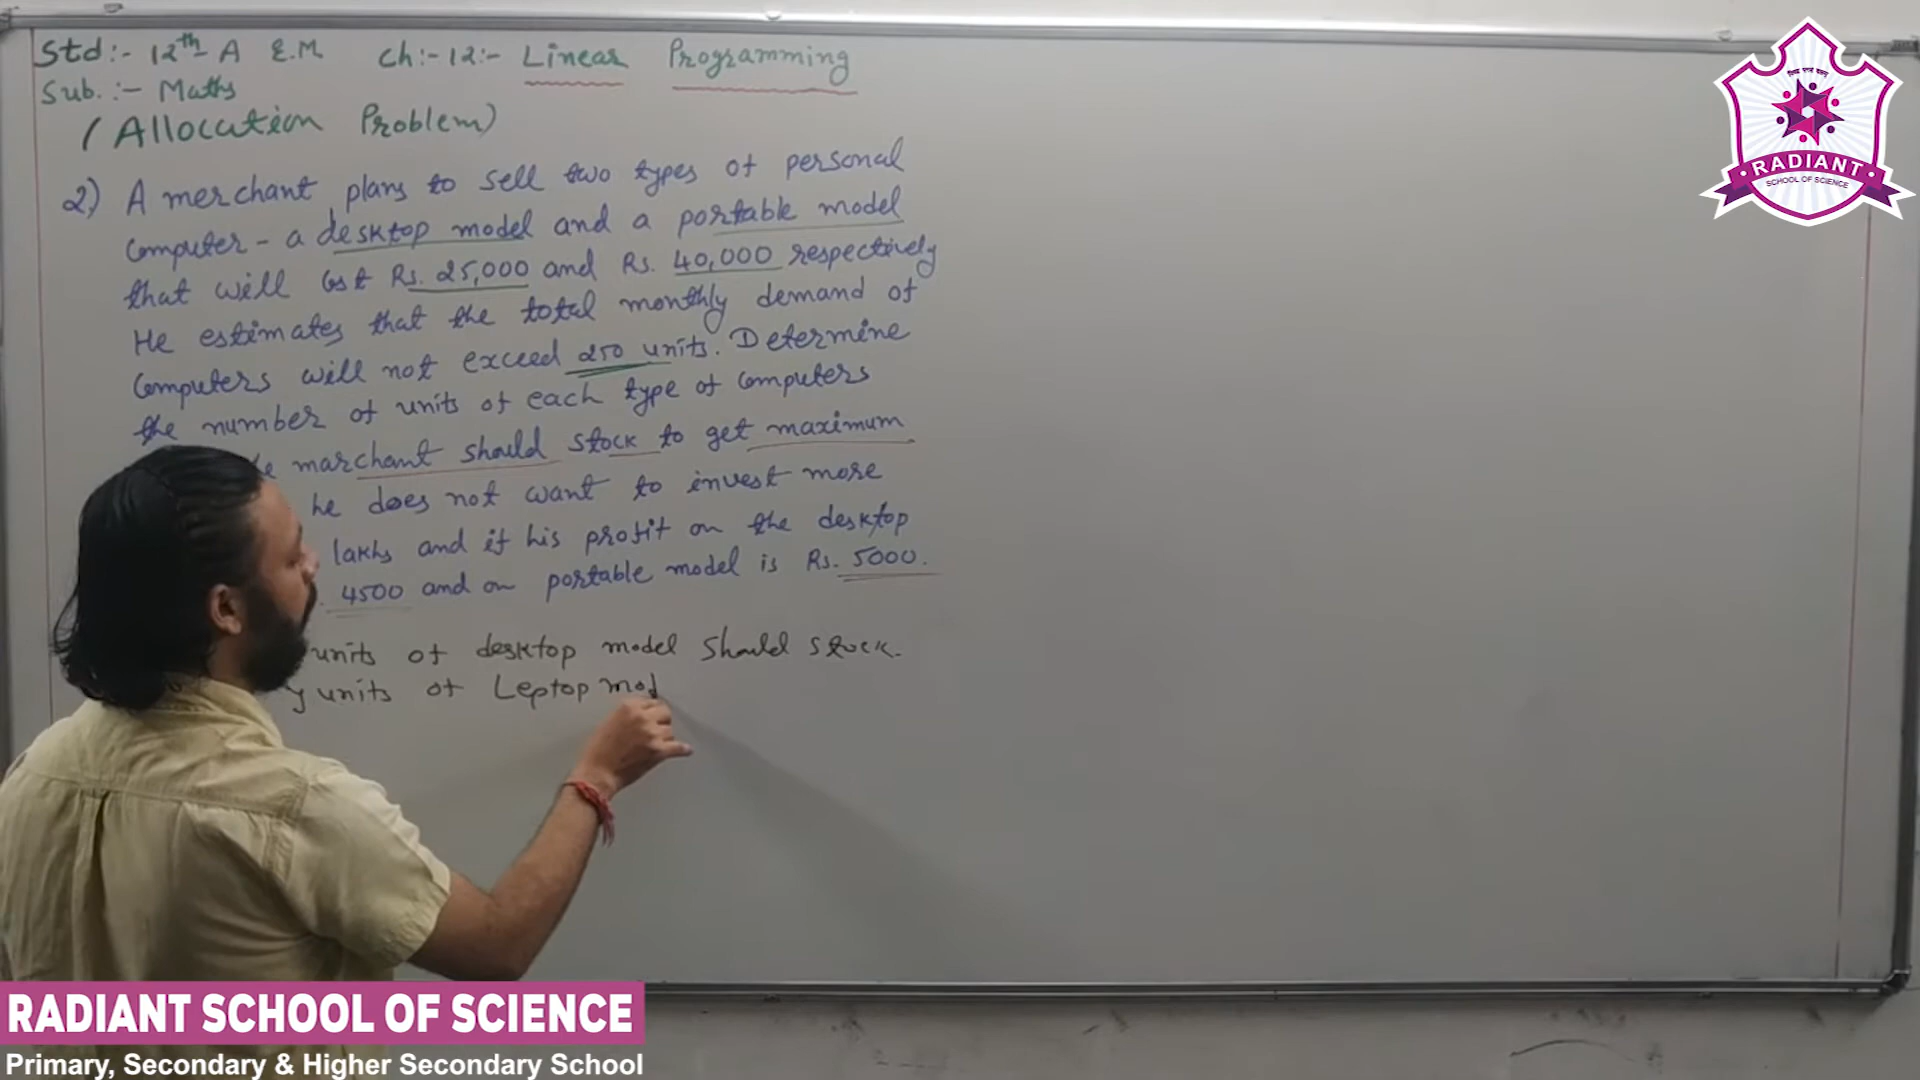 Std:- 12th A E.M Ch:-12:- Linear Programming
Sub.:- Maths
(Allocation Problem)
2) A merchant plans to sell two types of personal
Computer - a desktop model and a portable model
that will cost Rs. 25,000 and Rs. 40,000 respectively
He estimates that the total monthly demand of
Computers will not exceed 250 units. Determine
the number of units of each type of computers
marchant should stock to get maximum
he does not want to invest more
lakhs and if his profit on the desktop
4500 and on portable model is Rs. 5000.
units of desktop model should stock.
y units of Leptop mod
RADIANT
SCHOOL OF SCIENCE
RADIANT SCHOOL OF SCIENCE
Primary, Secondary & Higher Secondary School